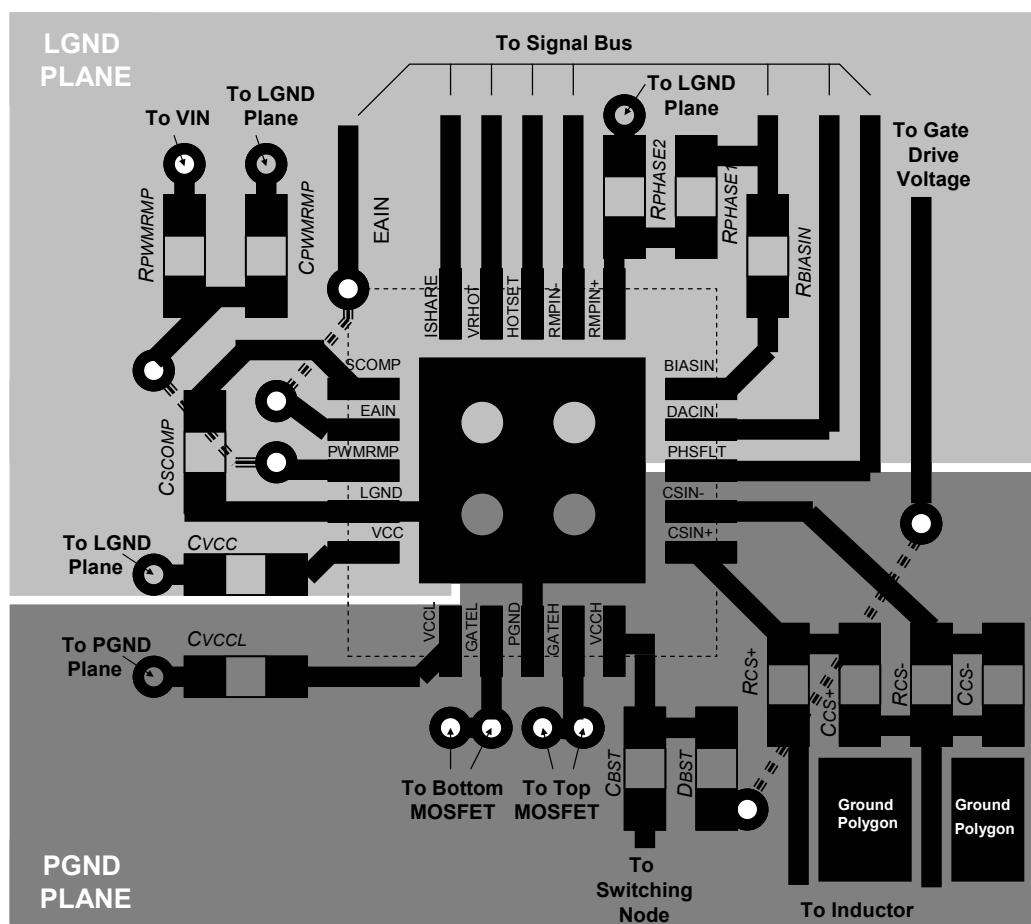 LGND
PLANE
To Signal Bus
To LGND
Plane
To VIN
To LGND
Plane
To Gate
Drive
Voltage
RPWMRMP
CPWMRMP
EAIN
RPHASE2
RPHASE1
RBIASIN
ISHARE
VRHOT
HOTSET
RMPIN-
RMPIN+
SCOMP
EAIN
PWMRMP
LGND
VCC
BIASIN
DACIN
PHSFLT
CSIN-
CSIN+
CSCOMP
To LGND
Plane
CVCC
To PGND
Plane
CVCCL
VCCL
GATEL
PGND
GATEH
VCCH
RCS+
CCS+
RCS-
CCS-
To Bottom
MOSFET
To Top
MOSFET
CBST
DBST
Ground
Polygon
Ground
Polygon
PGND
PLANE
To
Switching
Node
To Inductor